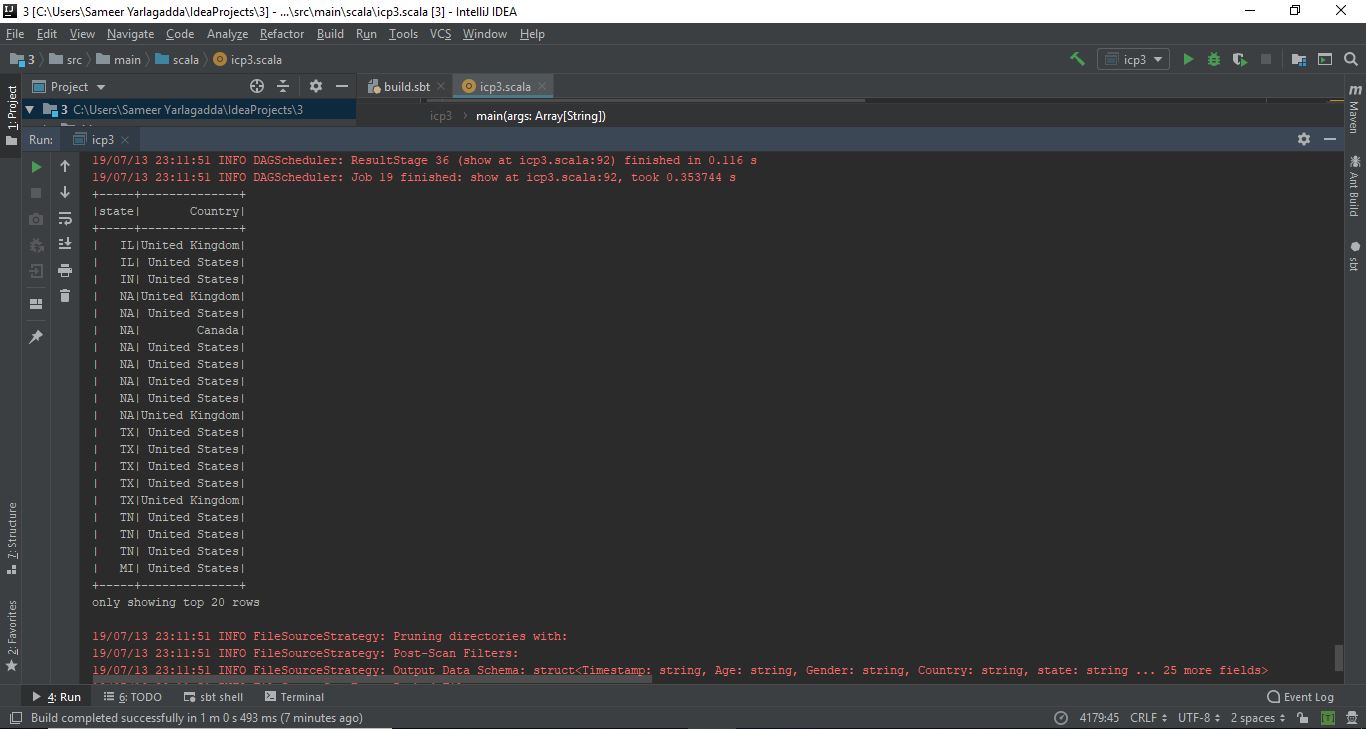 3 [C:\Users\Sameer Yarlagadda\IdeaProjects\3] - ...\src\main\scala\icp3.scala [3] - IntelliJ IDEA
File Edit View Navigate Code Analyze Refactor Build Run Tools VCS Window Help
3 src main scala icp3.scala icp3
Project build.sbt icp3.scala
1: Project
3 C:\Users\Sameer Yarlagadda\IdeaProjects\3
icp3 > main(args: Array[String])
Run: icp3
19/07/13 23:11:51 INFO DAGScheduler: ResultStage 36 (show at icp3.scala:92) finished in 0.116 s
19/07/13 23:11:51 INFO DAGScheduler: Job 19 finished: show at icp3.scala:92, took 0.353744 s
+-----+--------------+
|state|       Country|
+-----+--------------+
|   IL|United Kingdom|
|   IL| United States|
|   IN| United States|
|   NA|United Kingdom|
|   NA| United States|
|   NA|        Canada|
|   NA| United States|
|   NA| United States|
|   NA| United States|
|   NA| United States|
|   NA|United Kingdom|
|   TX| United States|
|   TX| United States|
|   TX| United States|
|   TX| United States|
|   TX|United Kingdom|
|   TN| United States|
|   TN| United States|
|   TN| United States|
|   MI| United States|
+-----+--------------+
only showing top 20 rows
19/07/13 23:11:51 INFO FileSourceStrategy: Pruning directories with:
19/07/13 23:11:51 INFO FileSourceStrategy: Post-Scan Filters:
19/07/13 23:11:51 INFO FileSourceStrategy: Output Data Schema: struct<Timestamp: string, Age: string, Gender: string, Country: string, state: string ... 25 more fields>
7: Structure
2: Favorites
m Maven
Ant Build
sbt
4: Run 6: TODO sbt shell Terminal Event Log
Build completed successfully in 1 m 0 s 493 ms (7 minutes ago) 4179:45 CRLF UTF-8 2 spaces